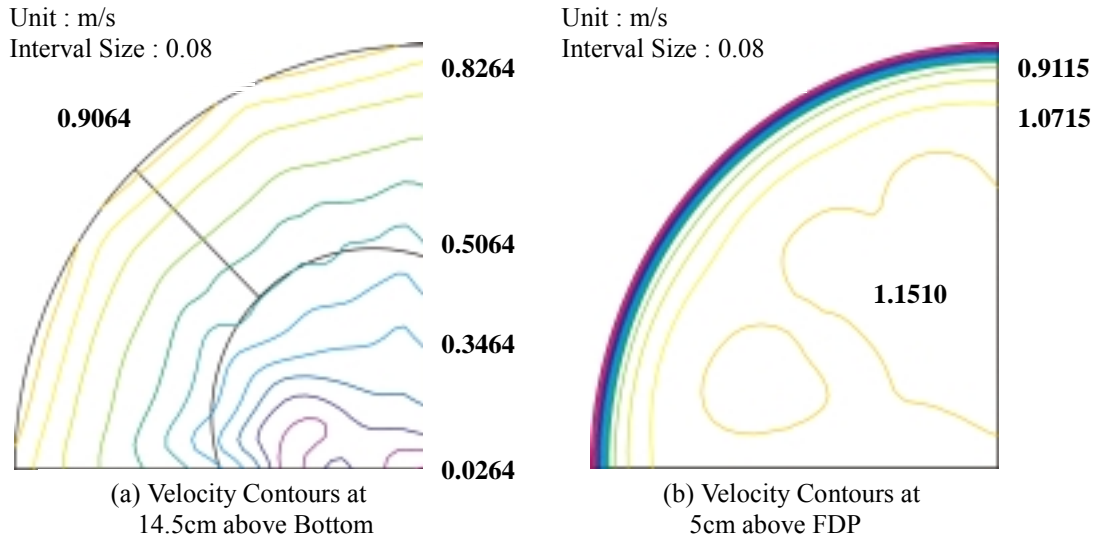 Unit : m/s
Interval Size : 0.08
0.8264
0.9064
0.5064
0.3464
0.0264
(a) Velocity Contours at
14.5cm above Bottom
Unit : m/s
Interval Size : 0.08
0.9115
1.0715
1.1510
(b) Velocity Contours at
5cm above FDP